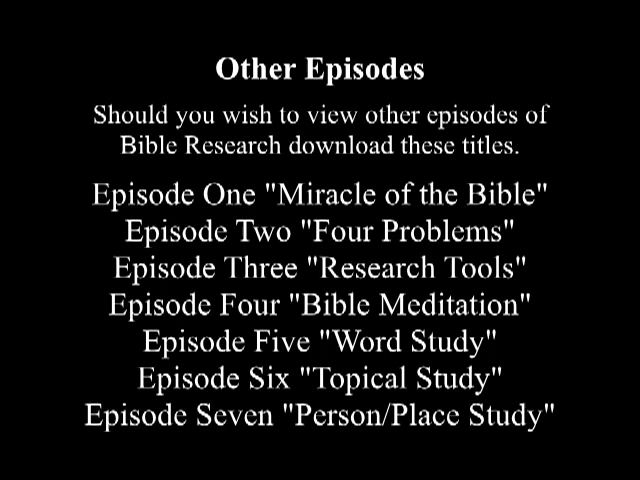 Other Episodes
Should you wish to view other episodes of
Bible Research download these titles.
Episode One "Miracle of the Bible"
Episode Two "Four Problems"
Episode Three "Research Tools"
Episode Four "Bible Meditation"
Episode Five "Word Study"
Episode Six "Topical Study"
Episode Seven "Person/Place Study"